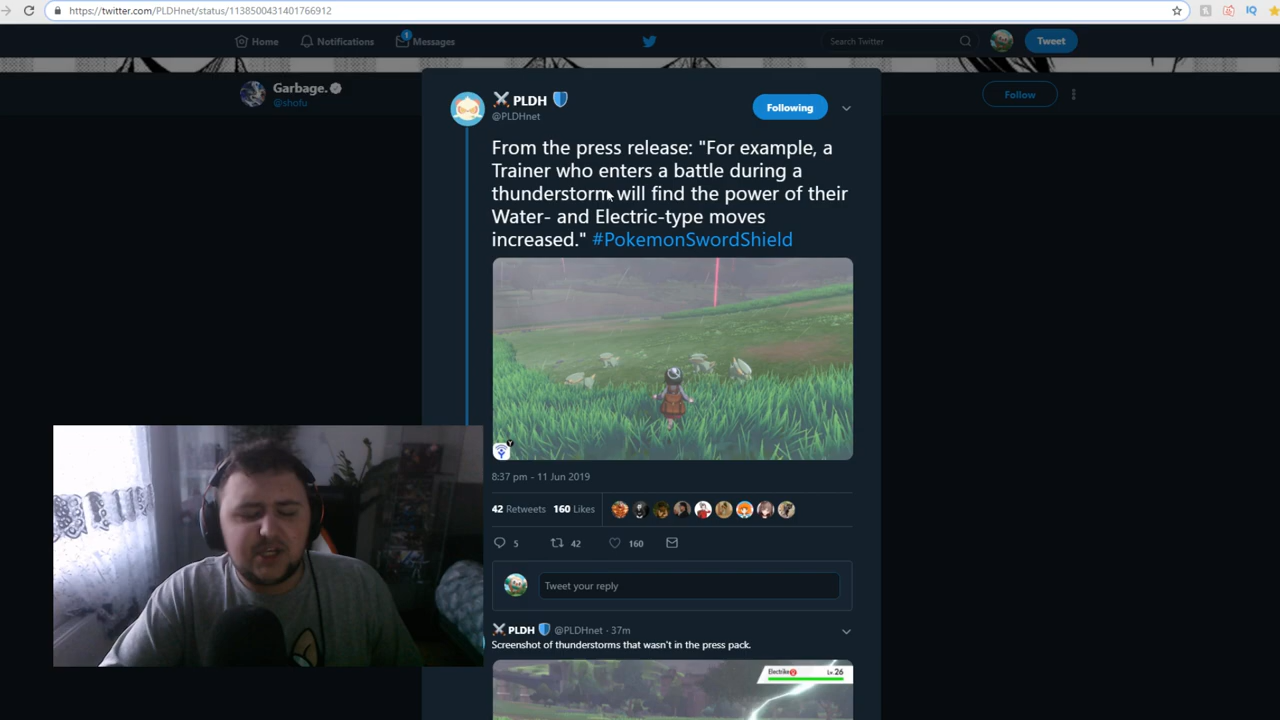 https://twitter.com/PLDHnet/status/1138500431401766912
Home
Notifications
1
Messages
Search Twitter
Tweet
Garbage.
@shofu
Follow
PLDH
@PLDHnet
Following
From the press release: "For example, a
Trainer who enters a battle during a
thunderstorm will find the power of their
Water- and Electric-type moves
increased." #PokemonSwordShield
Y
8:37 pm - 11 Jun 2019
42 Retweets 160 Likes
5
42
160
Tweet your reply
PLDH @PLDHnet · 37m
Screenshot of thunderstorms that wasn't in the press pack.
Electrike Lv.26
IQ